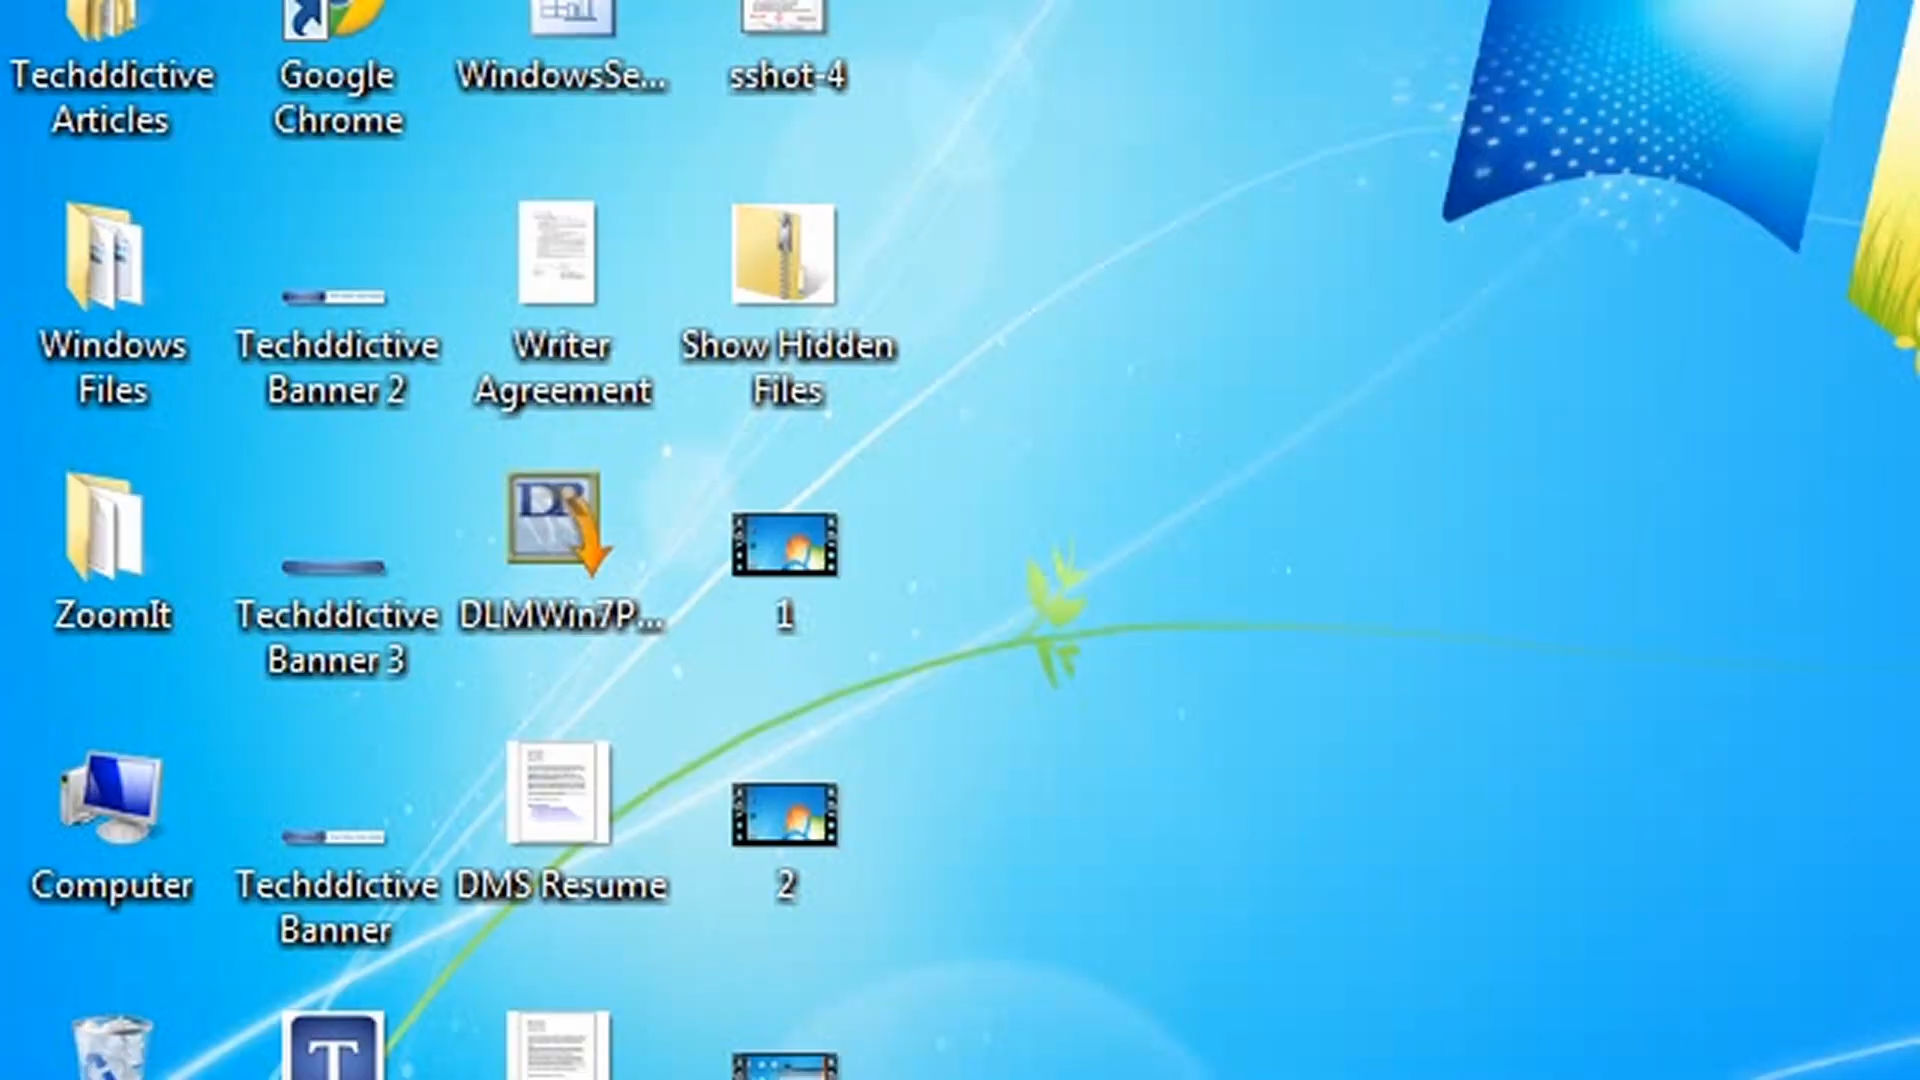 Techddictive
Articles
Google
Chrome
WindowsSe...
sshot-4
Windows
Files
Techddictive
Banner 2
Writer
Agreement
Show Hidden
Files
ZoomIt
Techddictive
Banner 3
DLMWin7P...
1
Computer
Techddictive
Banner
DMS Resume
2
T